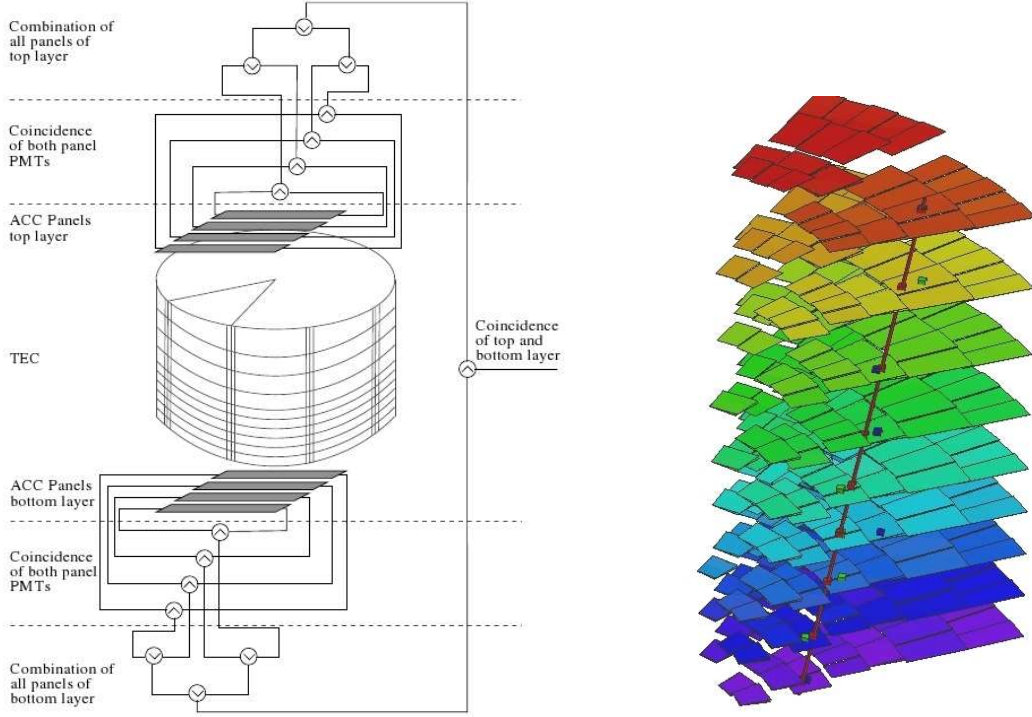 Combination of
all panels of
top layer
Coincidence
of both panel
PMTs
ACC Panels
top layer
Coincidence
of top and
bottom layer
TEC
ACC Panels
bottom layer
Coincidence
of both panel
PMTs
Combination of
all panels of
bottom layer